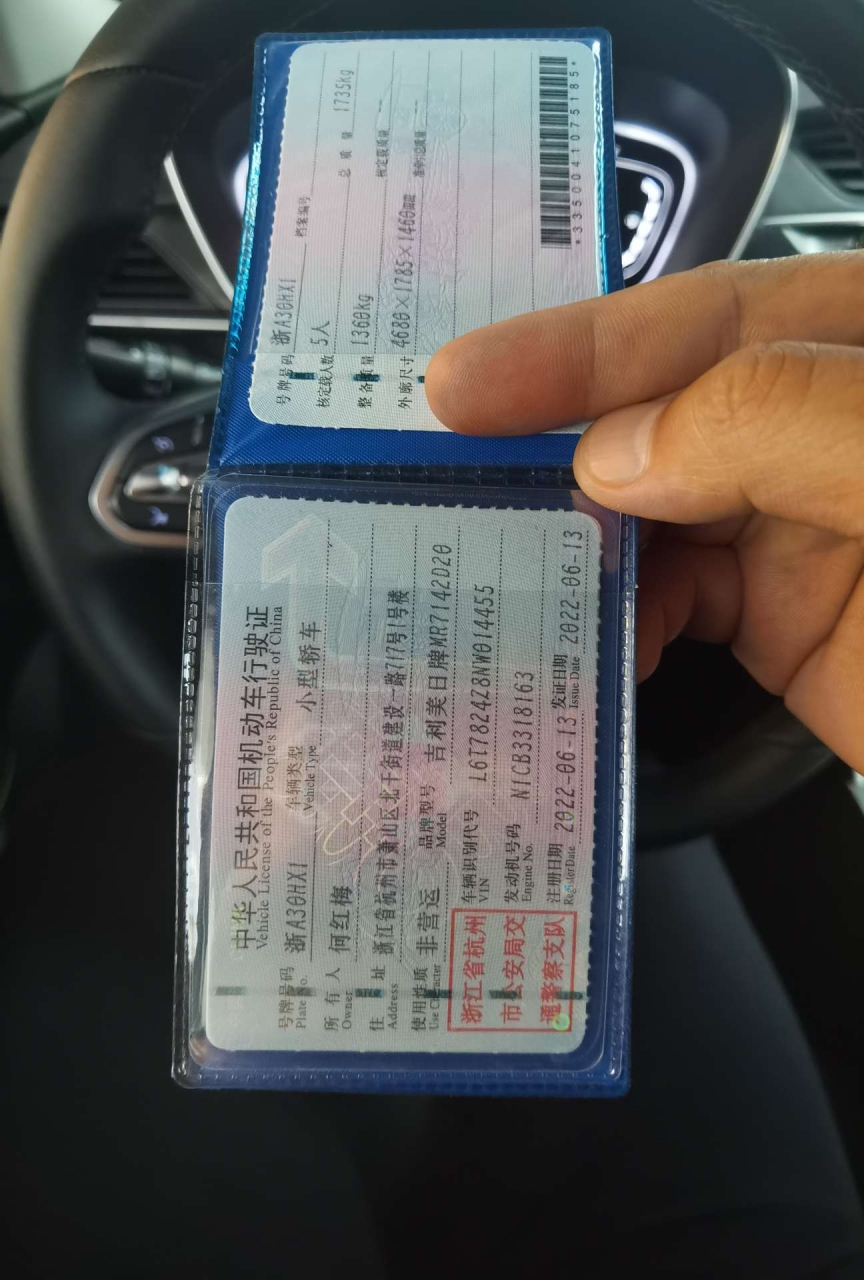 中华人民共和国机动车行驶证
Vehicle License of the People's Republic of China
号牌号码 浙A30HX1 车辆类型 小型轿车
Plate No. Vehicle Type
所有人 何红梅
Owner
住址 浙江省杭州市萧山区北干街道建设一路717号1号楼
Address
使用性质 非营运 品牌型号 吉利美日牌MR7142D20
Use Character Model
浙江省杭州
市公安局交
通警察支队
车辆识别代号 L6T7824Z8NW014455
VIN
发动机号码 N1CB3318163
Engine No.
注册日期 2022-06-13 发证日期 2022-06-13
Register Date Issue Date
号牌号码 浙A30HX1 档案编号
核定载人数 5人 总质量 1735kg
整备质量 1360kg 核定载质量
外廓尺寸 4680×1785×1460mm 准牵引总质量
*3350041075185*